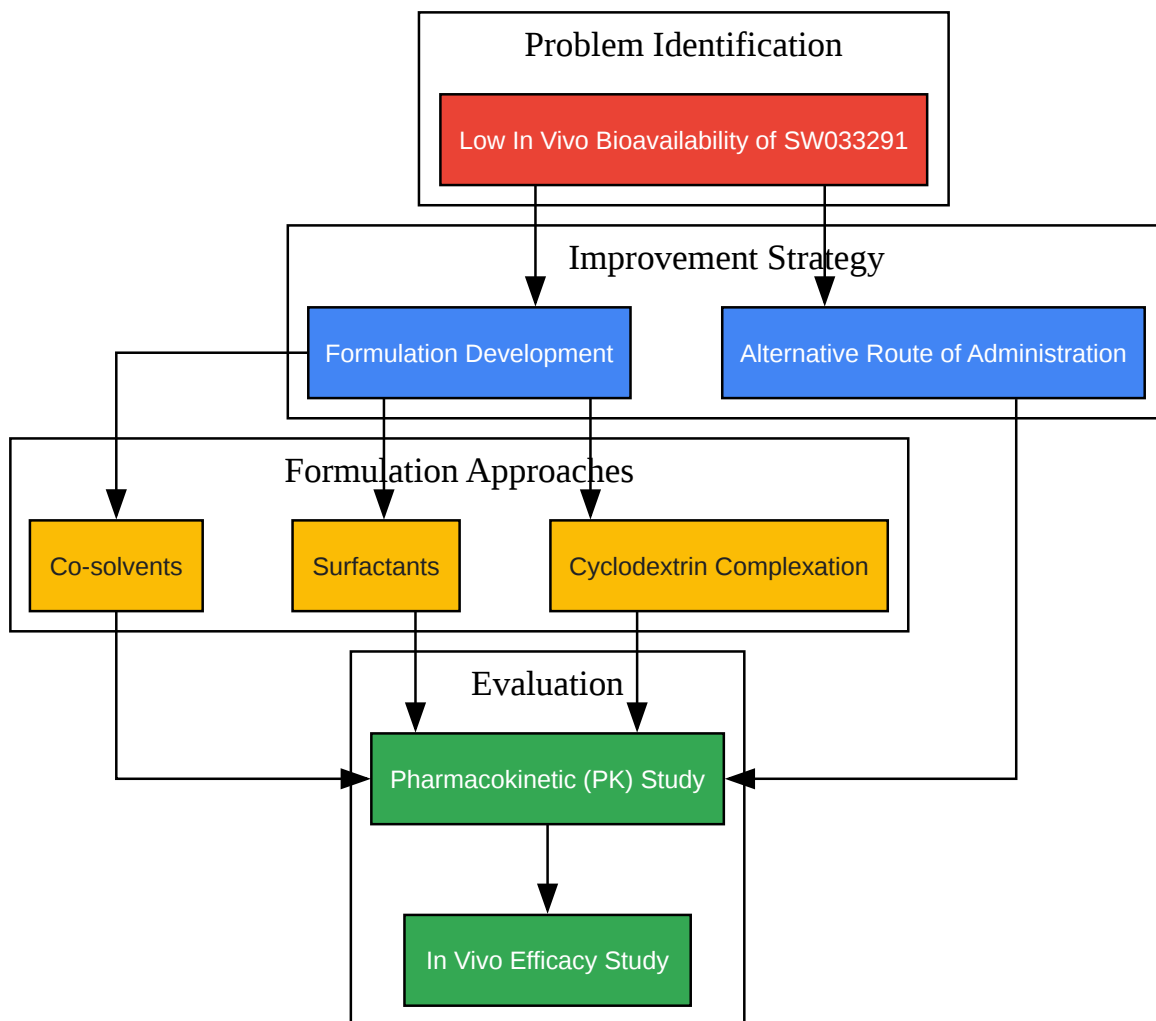 Problem Identification
Low In Vivo Bioavailability of SW033291
Improvement Strategy
Formulation Development
Alternative Route of Administration
Formulation Approaches
Co-solvents
Surfactants
Cyclodextrin Complexation
Evaluation
Pharmacokinetic (PK) Study
In Vivo Efficacy Study